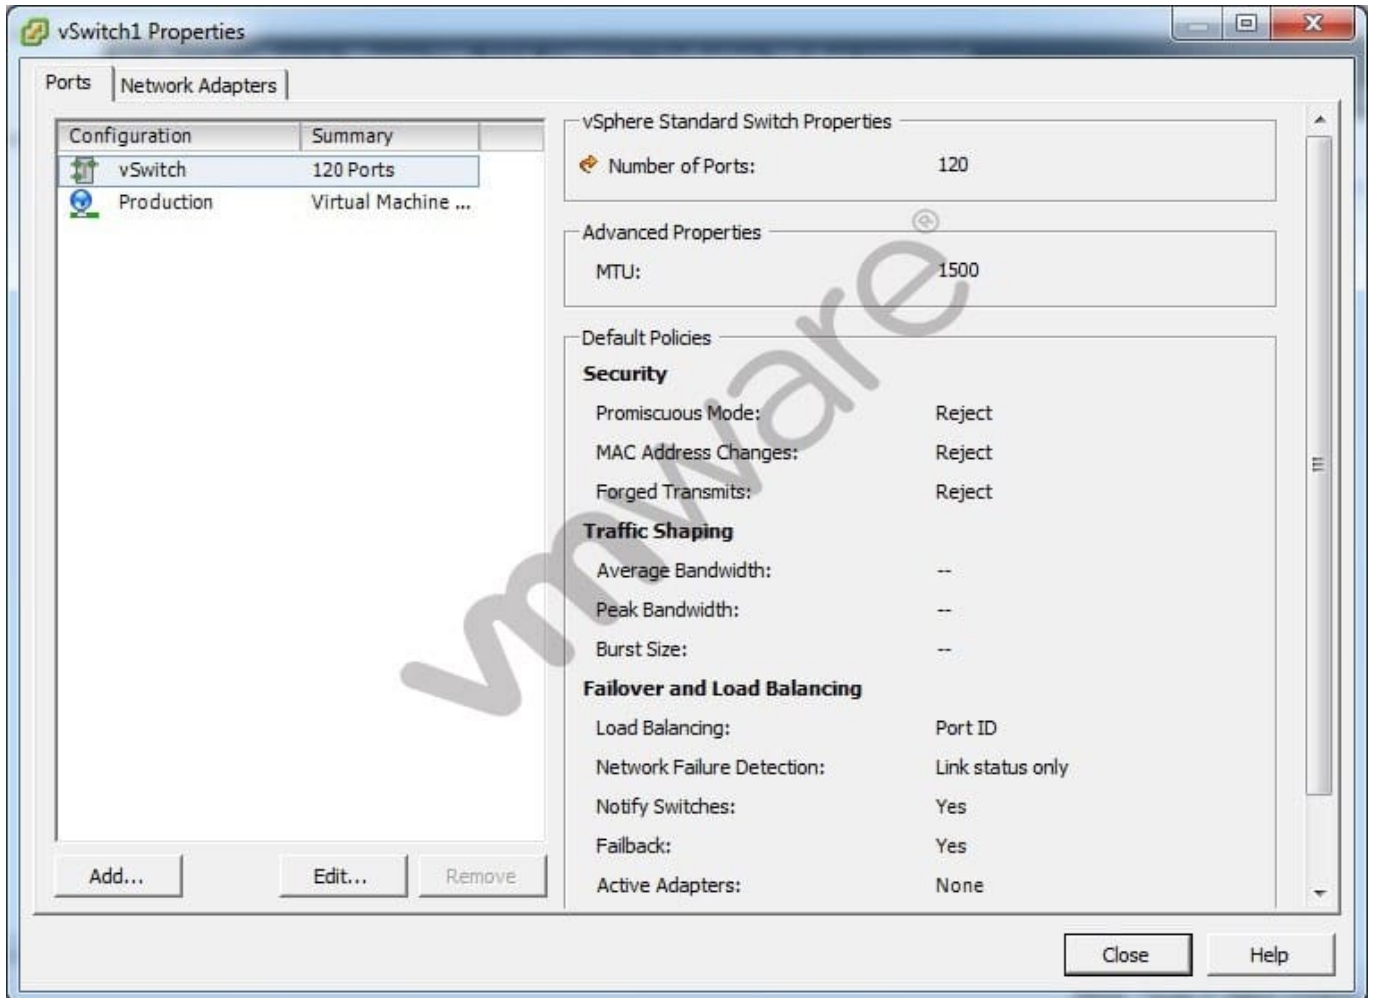 vSwitch1 Properties
Ports Network Adapters
Configuration Summary
vSwitch 120 Ports
Production Virtual Machine ...
Add... Edit... Remove
vSphere Standard Switch Properties
Number of Ports: 120
Advanced Properties
MTU: 1500
Default Policies
Security
Promiscuous Mode: Reject
MAC Address Changes: Reject
Forged Transmits: Reject
Traffic Shaping
Average Bandwidth: --
Peak Bandwidth: --
Burst Size: --
Failover and Load Balancing
Load Balancing: Port ID
Network Failure Detection: Link status only
Notify Switches: Yes
Failback: Yes
Active Adapters: None
Close Help
vmware®